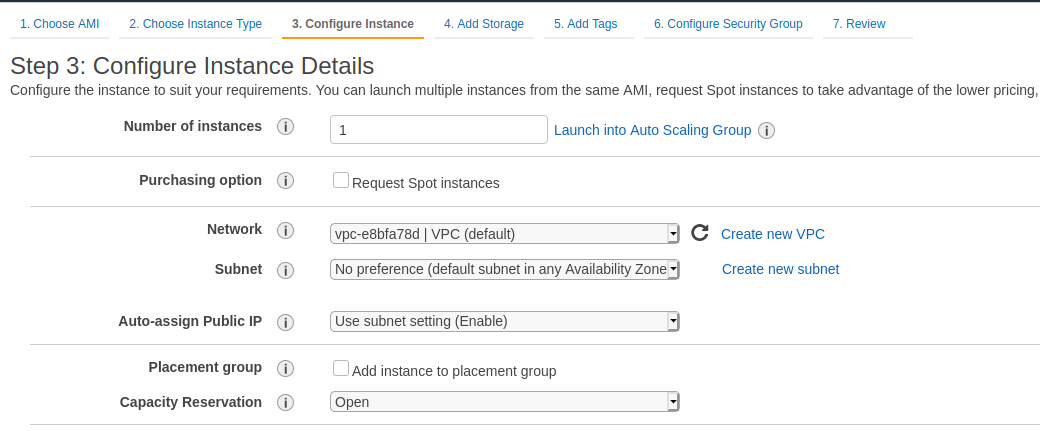 1. Choose AMI 2. Choose Instance Type 3. Configure Instance 4. Add Storage 5. Add Tags 6. Configure Security Group 7. Review
Step 3: Configure Instance Details
Configure the instance to suit your requirements. You can launch multiple instances from the same AMI, request Spot instances to take advantage of the lower pricing,
Number of instances i 1 Launch into Auto Scaling Group i
Purchasing option i Request Spot instances
Network i vpc-e8bfa78d | VPC (default) Create new VPC
Subnet i No preference (default subnet in any Availability Zone Create new subnet
Auto-assign Public IP i Use subnet setting (Enable)
Placement group i Add instance to placement group
Capacity Reservation i Open